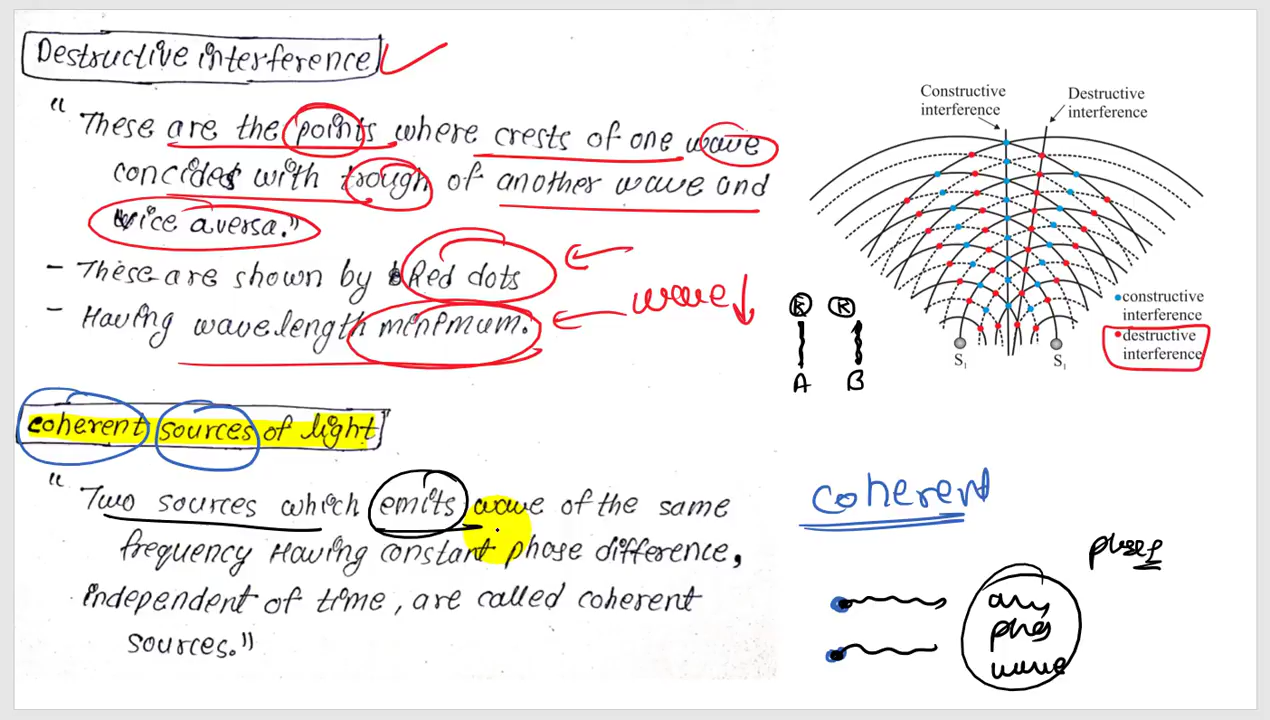 Destructive interference
"These are the points where crests of one wave
concides with trough of another wave and
vice aversa."
- These are shown by Red dots
- Having wavelength minimum.
wave↓
Constructive
interference
Destructive
interference
•constructive
interference
•destructive
interference
S₁
S₁
R R
A B
coherent sources of light
"Two sources which emits wave of the same
frequency Having constant phase difference,
independent of time, are called coherent
sources."
coherent
any
phas
wave